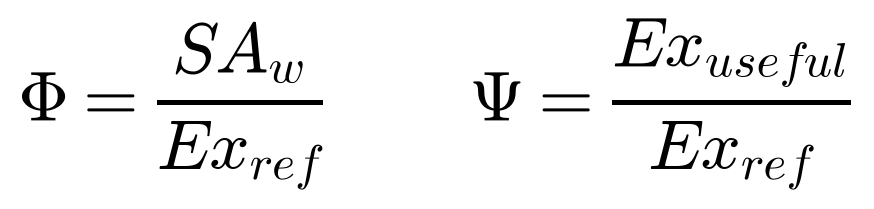 Φ = SA_w / Ex_ref    Ψ = Ex_useful / Ex_ref